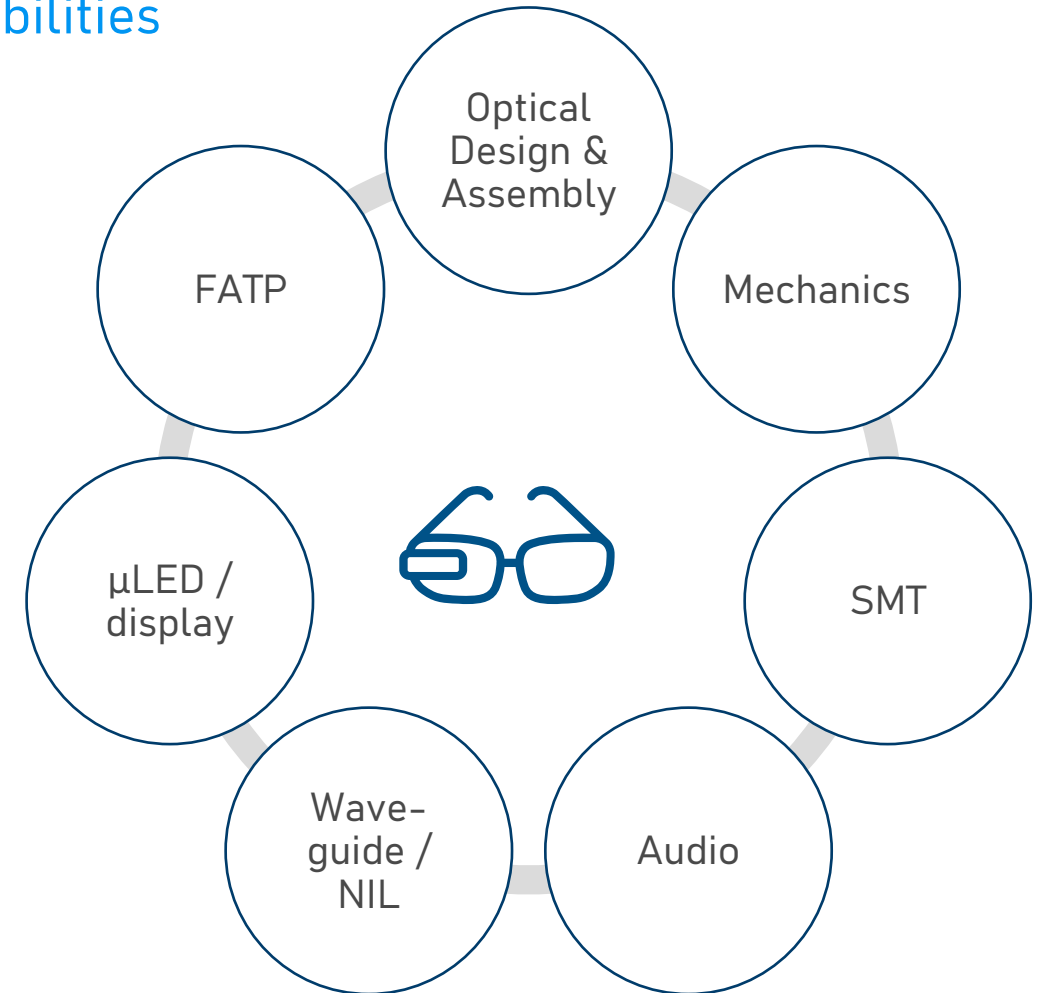 bilities
Optical
Design &
Assembly
Mechanics
SMT
Audio
Wave-
guide /
NIL
µLED /
display
FATP